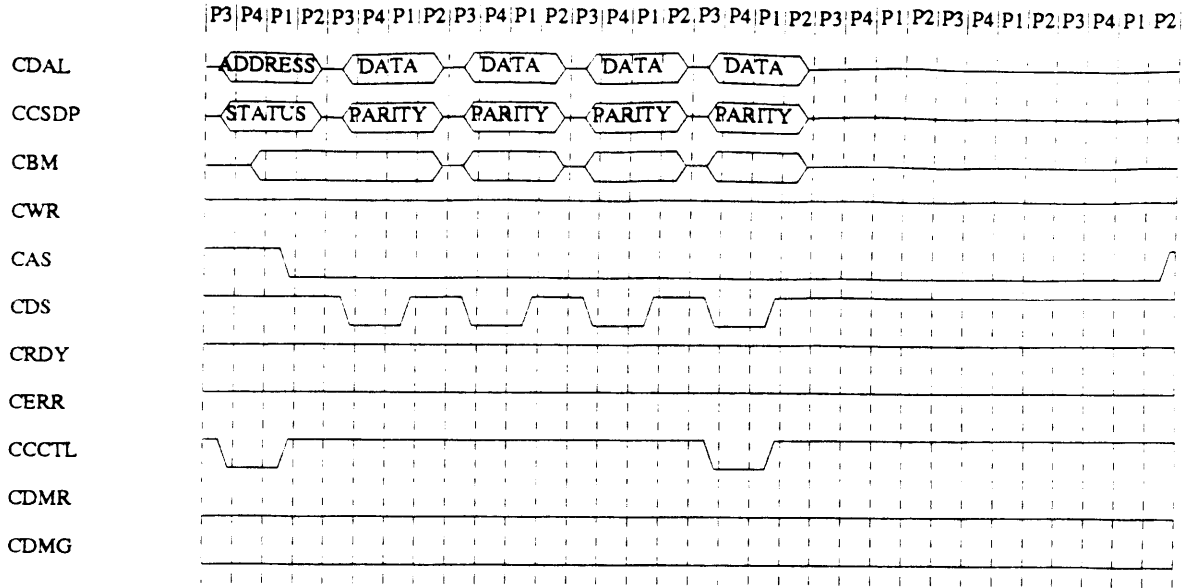 P3 P4 P1 P2 P3 P4 P1 P2 P3 P4 P1 P2 P3 P4 P1 P2 P3 P4 P1 P2 P3 P4 P1 P2 P3 P4 P1 P2 P3 P4 P1 P2
CDAL ADDRESS DATA DATA DATA DATA
CCSDP STATUS PARITY PARITY PARITY PARITY
CBM
CWR
CAS
CDS
CRDY
CERR
CCCTL
CDMR
CDMG